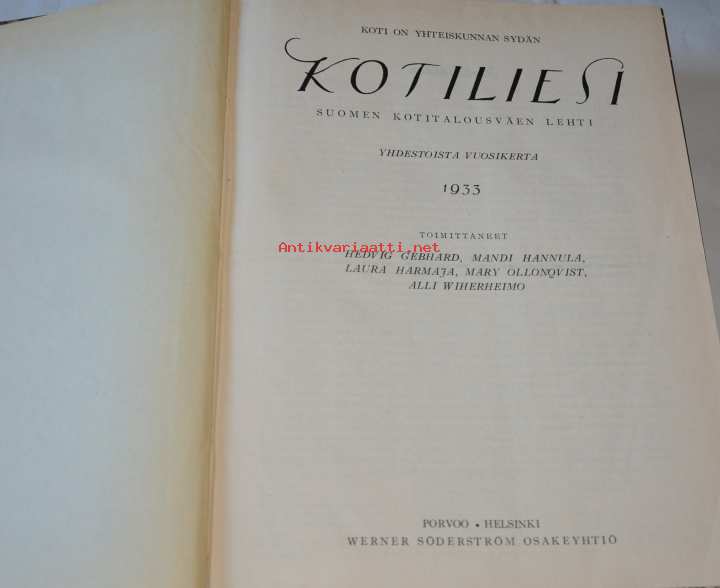 KOTI ON YHTEISKUNNAN SYDÄN
KOTILIESI
SUOMEN KOTITALOUSVÄEN LEHTI
YHDESTOISTA VUOSIKERTA
1933
TOIMITTANEET
Antikvariaatti.net
HEDVIG GEBHARD, MANDI HANNULA,
LAURA HARMAJA, MARY OLLONQVIST,
ALLI WIHERHEIMO
PORVOO • HELSINKI
WERNER SÖDERSTRÖM OSAKEYHTIÖ